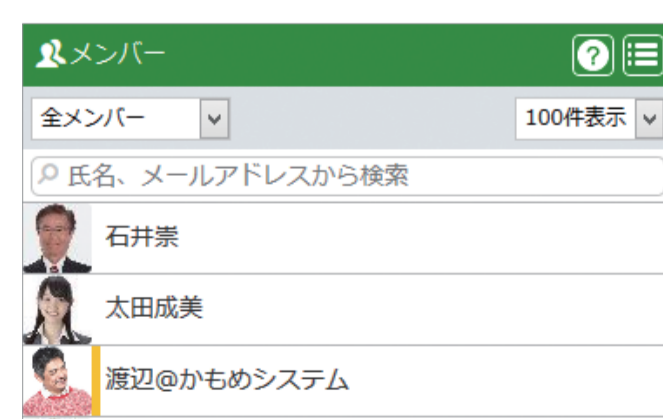 メンバー
?
全メンバー 100件表示
氏名、メールアドレスから検索
石井崇
太田成美
渡辺@かもめシステム